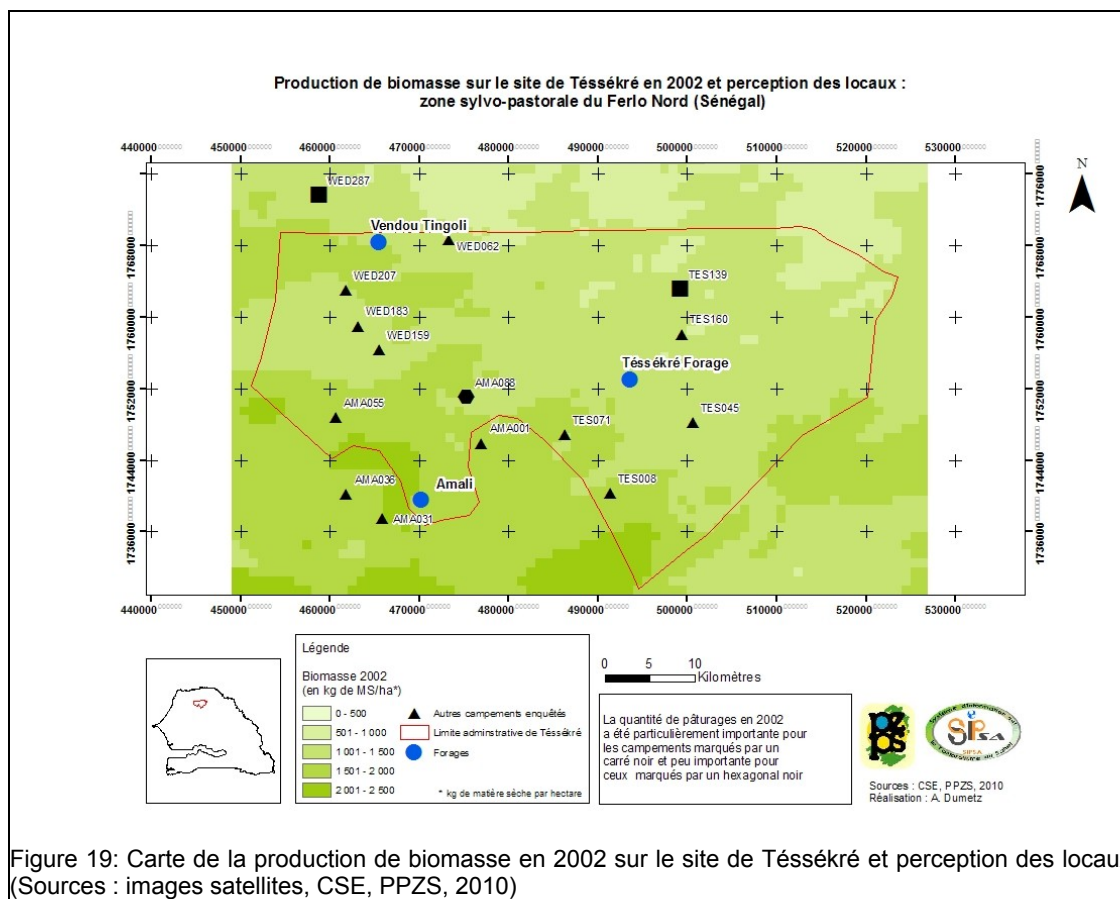 Production de biomasse sur le site de Téssékré en 2002 et perception des locaux :
zone sylvo-pastorale du Ferlo Nord (Sénégal)
440000 450000 460000 470000 480000 490000 500000 510000 520000 530000
N
1776000
1768000
1760000
1752000
1744000
1736000
1776000
1768000
1760000
1752000
1744000
1736000
WED287
Vendou Tingoli
WED062
WED207
TES139
WED183
TES160
WED159
Téssékré Forage
AMA088
AMA055
TES045
AMA001
TES071
AMA036
Amali
TES008
AMA031
440000 450000 460000 470000 480000 490000 500000 510000 520000 530000
Légende
Biomasse 2002
(en kg de MS/ha*)
0 - 500
501 - 1 000
1 001 - 1 500
1 501 - 2 000
2 001 - 2 500
Autres campements enquêtés
Limite adminstrative de Téssékré
Forages
* kg de matière sèche par hectare
0 5 10
Kilomètres
La quantité de pâturages en 2002
a été particulièrement importante pour
les campements marqués par un
carré noir et peu importante pour
ceux marqués par un hexagonal noir
SIPSA
Sources : CSE, PPZS, 2010
Réalisation : A. Dumetz
Figure 19: Carte de la production de biomasse en 2002 sur le site de Téssékré et perception des locau
(Sources : images satellites, CSE, PPZS, 2010)